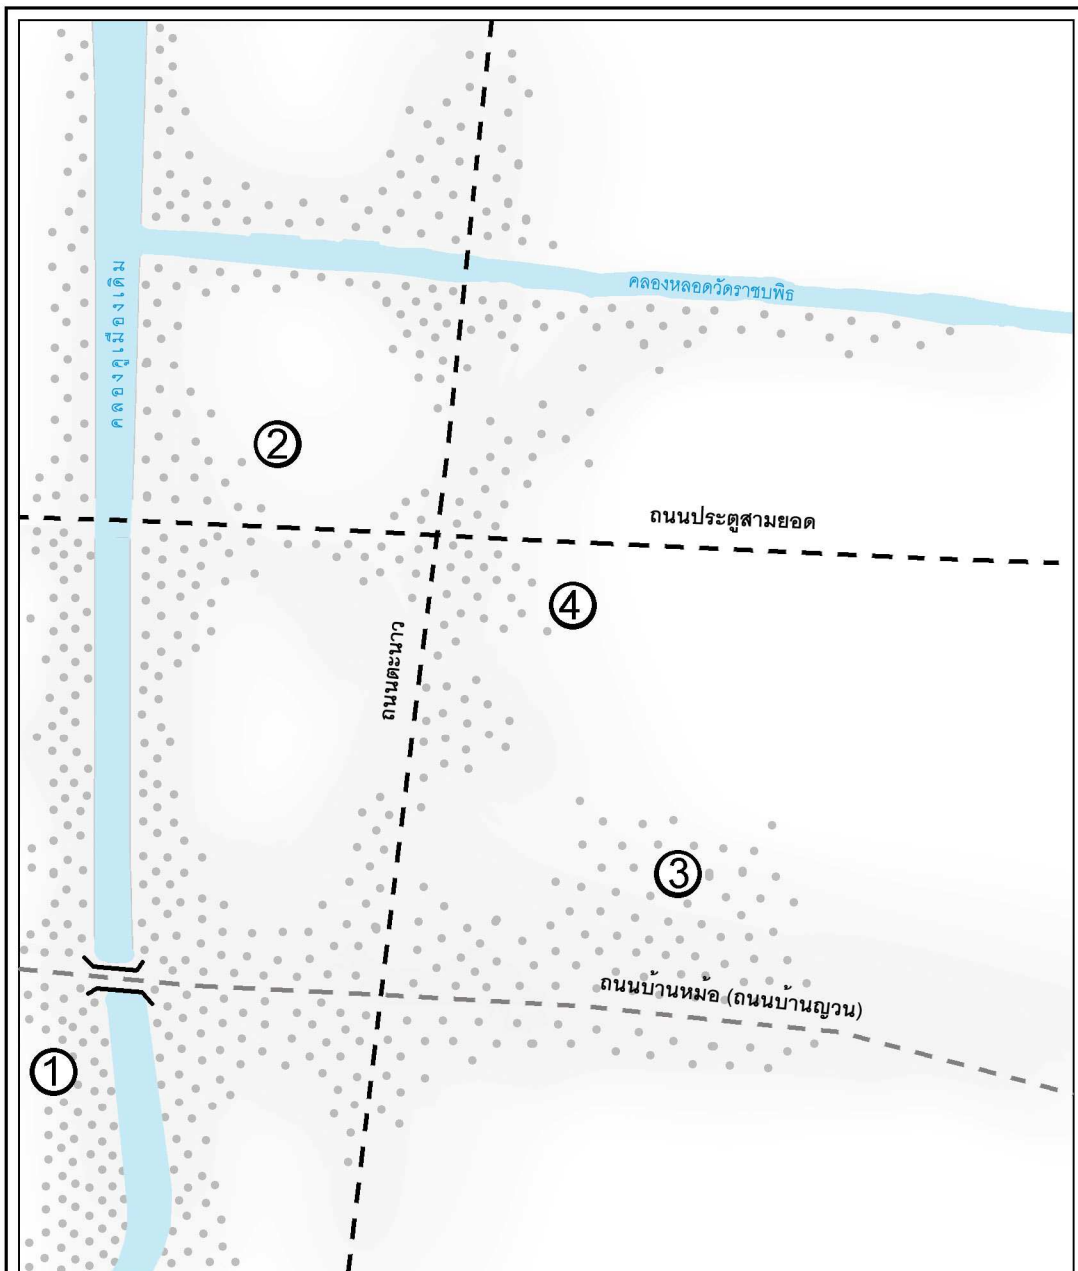 คลองหลอดวัดราชบพิธ
คลองคูเมืองเดิม
②
ถนนประตูสามยอด
④
ถนนตะนาว
③
ถนนบ้านหม้อ (ถนนบ้านญวน)
①